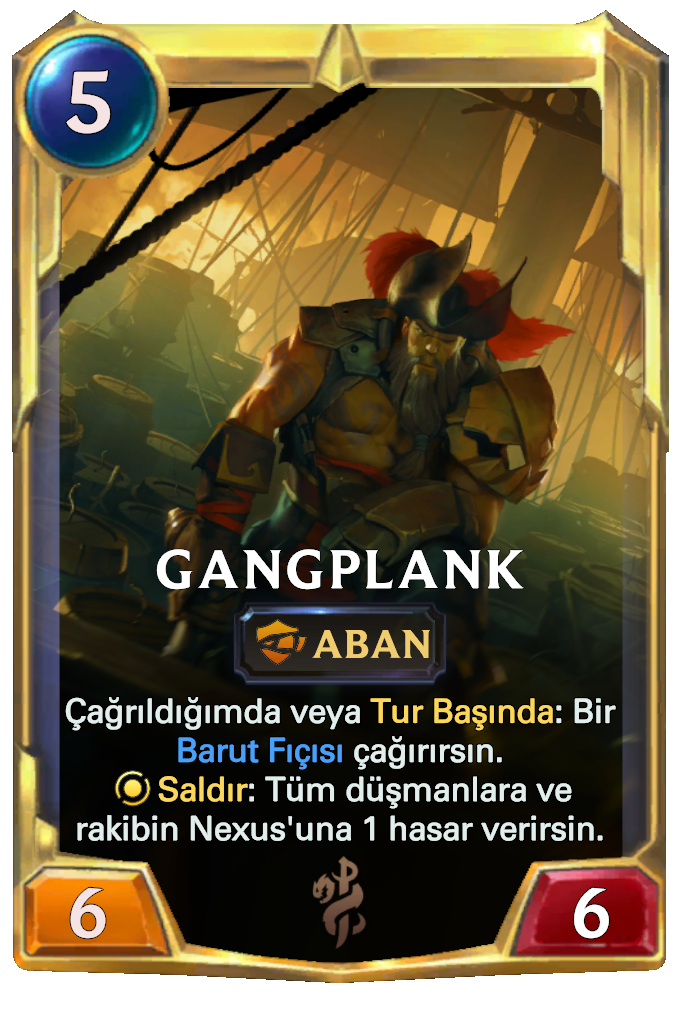 5
GANGPLANK
ABAN
Çağrıldığımda veya Tur Başında: Bir
Barut Fıçısı çağırırsın.
Saldır: Tüm düşmanlara ve
rakibin Nexus'una 1 hasar verirsin.
6
6